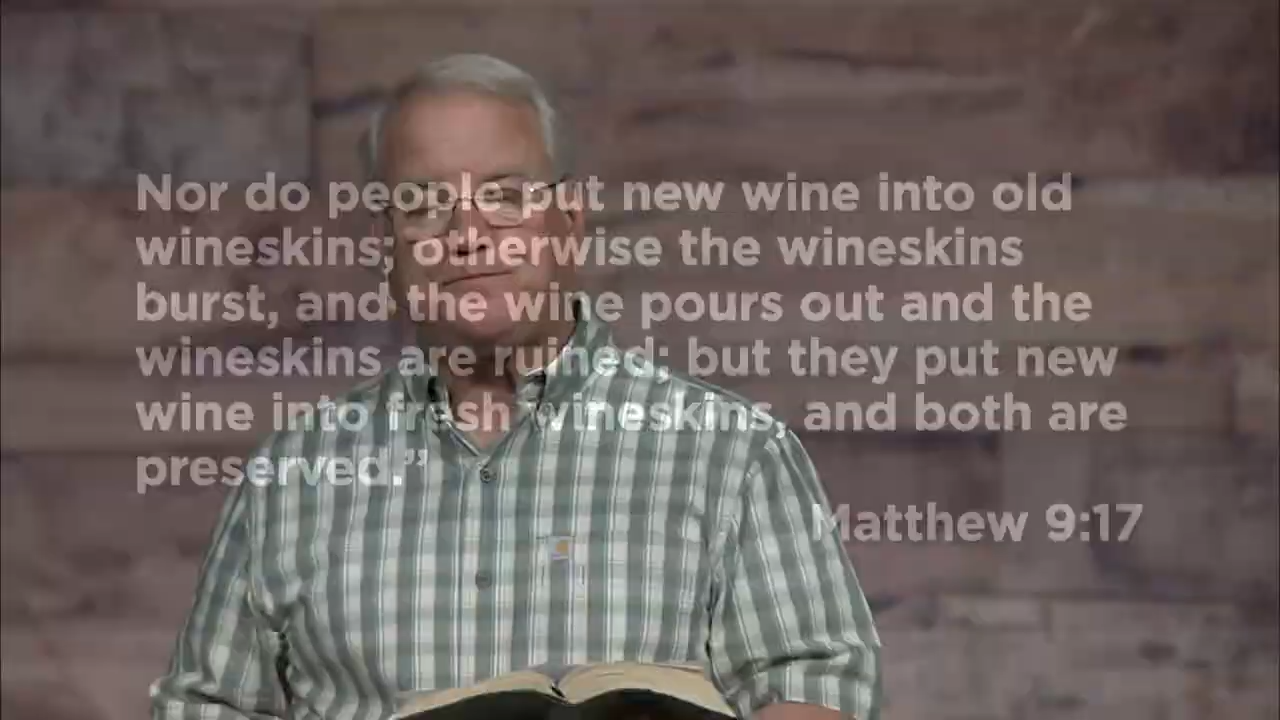 Nor do people put new wine into old
wineskins; otherwise the wineskins
burst, and the wine pours out and the
wineskins are ruined; but they put new
wine into fresh wineskins, and both are
preserved.”
Matthew 9:17